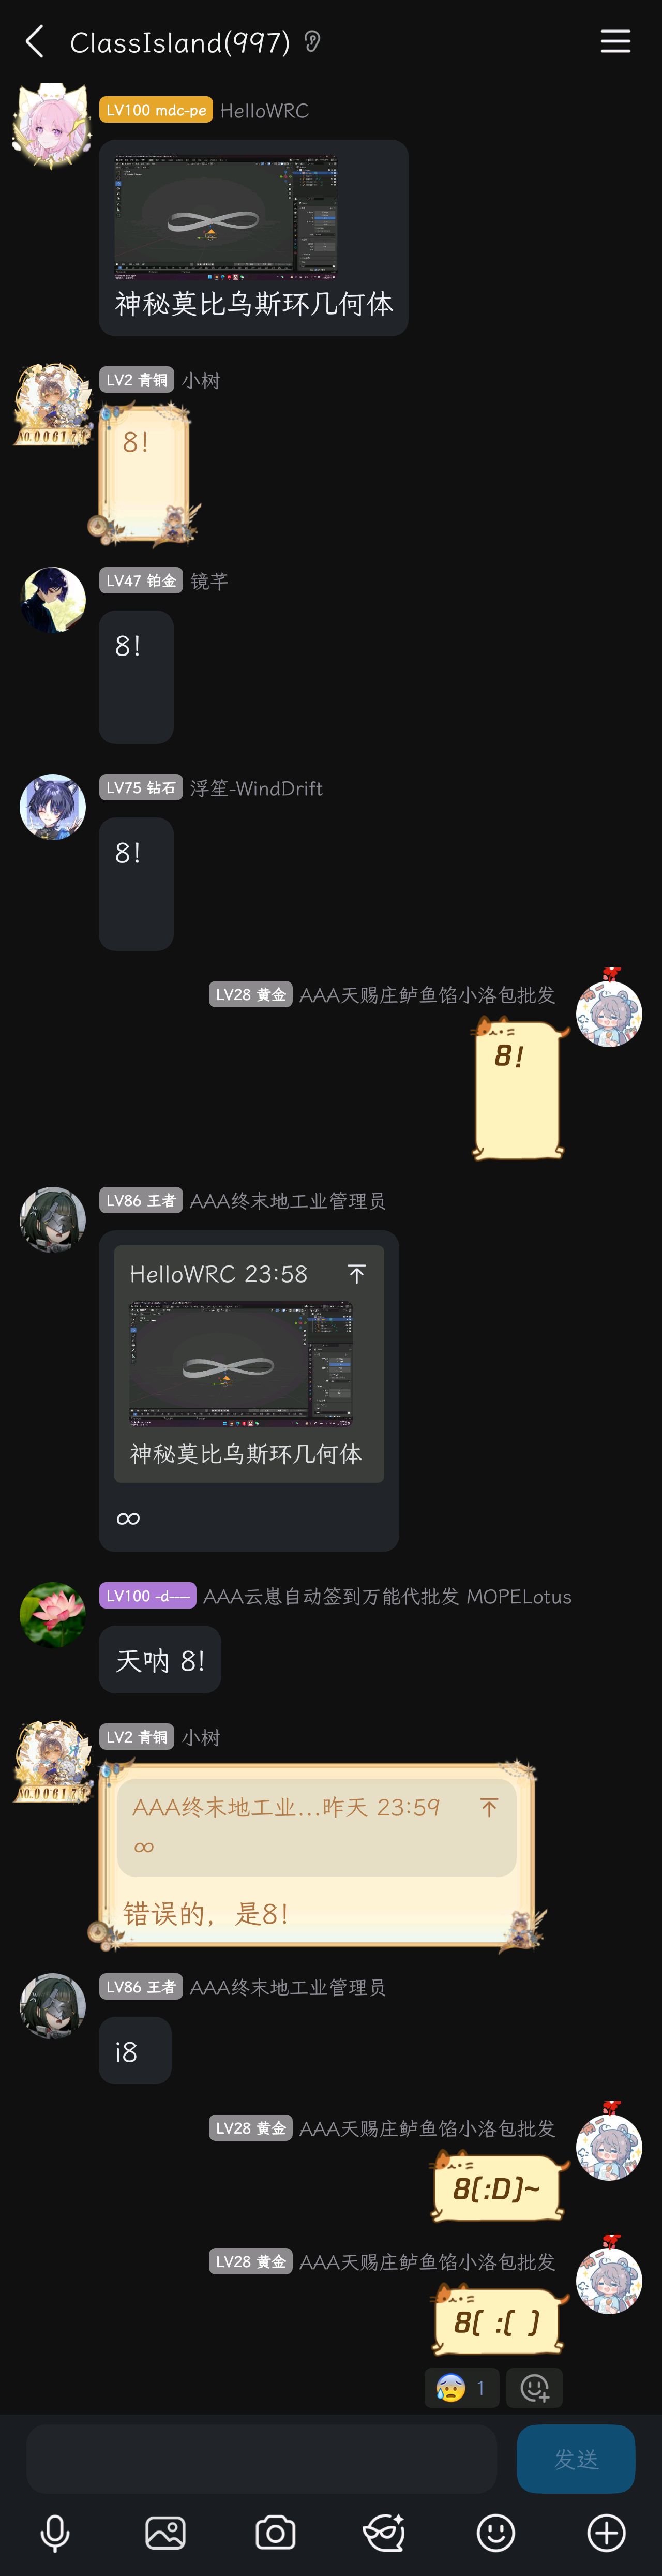 ClassIsland(997)
LV100 mdc-pe HelloWRC
神秘莫比乌斯环几何体
LV2 青铜 小树
NO.006171
8!
LV47 铂金 镜芊
8!
LV75 钻石 浮笙-WindDrift
8!
LV28 黄金 AAA天赐庄鲈鱼馅小洛包批发
8!
LV86 王者 AAA终末地工业管理员
HelloWRC 23:58
神秘莫比乌斯环几何体
∞
LV100 -d—— AAA云崽自动签到万能代批发 MOPELotus
天呐 8!
LV2 青铜 小树
NO.006171
AAA终末地工业...昨天 23:59
∞
错误的，是8!
LV86 王者 AAA终末地工业管理员
i8
LV28 黄金 AAA天赐庄鲈鱼馅小洛包批发
8(:D)~
LV28 黄金 AAA天赐庄鲈鱼馅小洛包批发
8( :( )
1
发送